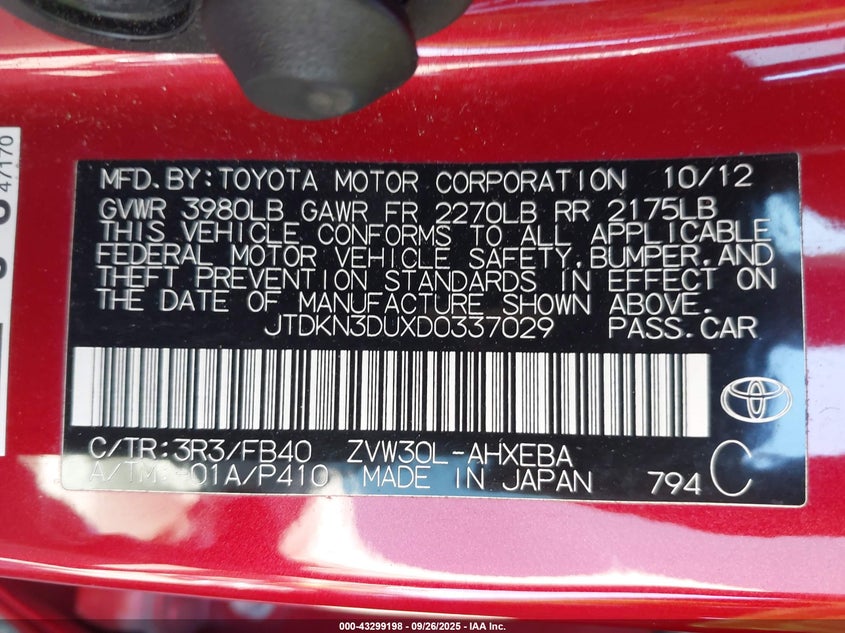 MFD.BY:TOYOTA MOTOR CORPORATION 10/12
GVWR 3980LB GAWR FR 2270LB RR 2175LB
THIS VEHICLE CONFORMS TO ALL APPLICABLE
FEDERAL MOTOR VEHICLE SAFETY,BUMPER,AND
THEFT PREVENTION STANDARDS IN EFFECT ON
THE DATE OF MANUFACTURE SHOWN ABOVE.
JTDKN3DUXD0337029 PASS.CAR
C/TR:3R3/FB40 ZVW30L-AHXEBA
A/TM:-01A/P410 MADE IN JAPAN 794 C
47170
000-43299198 - 09/26/2025 - IAA Inc.